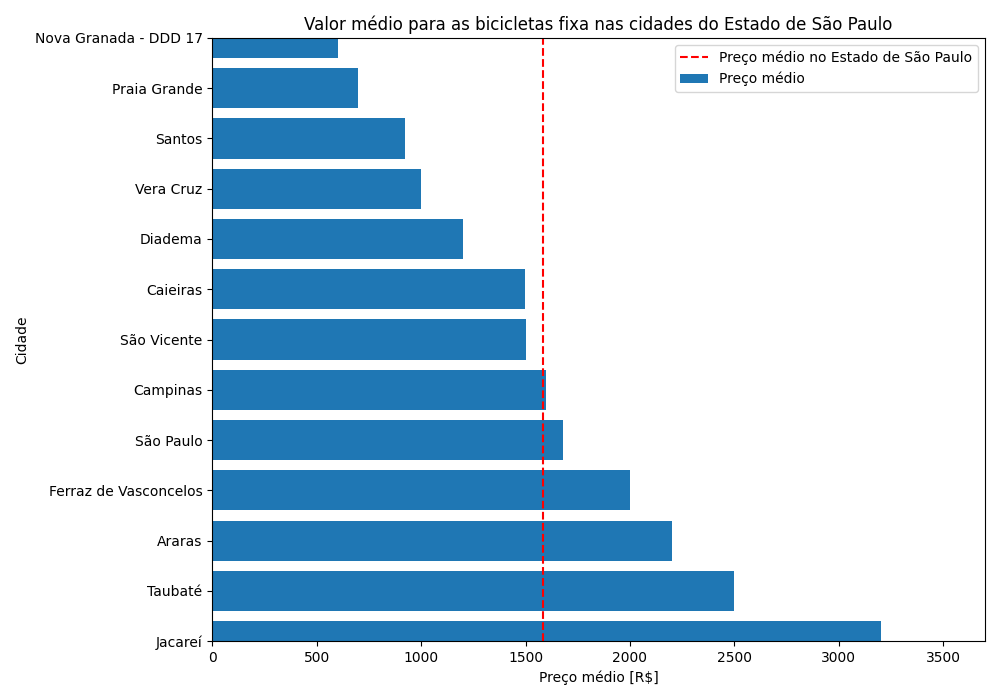 Valor médio para as bicicletas fixa nas cidades do Estado de São Paulo
Preço médio no Estado de São Paulo
Preço médio
Cidade
Nova Granada - DDD 17
Praia Grande
Santos
Vera Cruz
Diadema
Caieiras
São Vicente
Campinas
São Paulo
Ferraz de Vasconcelos
Araras
Taubaté
Jacareí
0 500 1000 1500 2000 2500 3000 3500
Preço médio [R$]